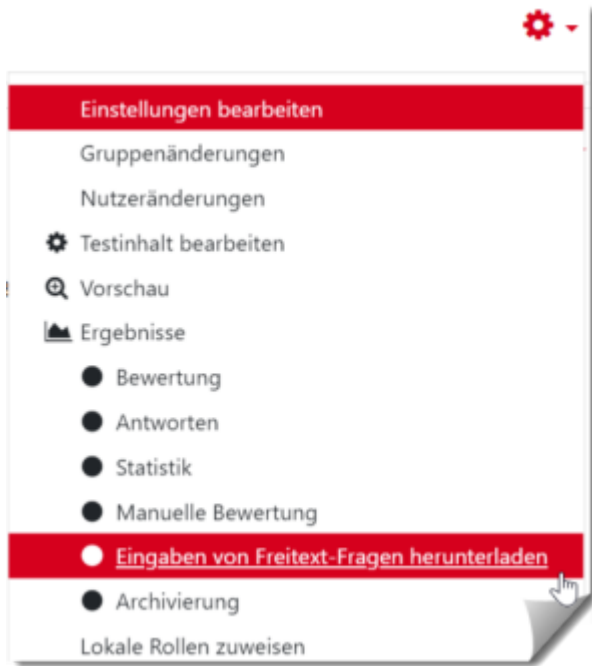 Einstellungen bearbeiten
Gruppenänderungen
Nutzeränderungen
Testinhalt bearbeiten
Vorschau
Ergebnisse
Bewertung
Antworten
Statistik
Manuelle Bewertung
Eingaben von Freitext-Fragen herunterladen
Archivierung
Lokale Rollen zuweisen